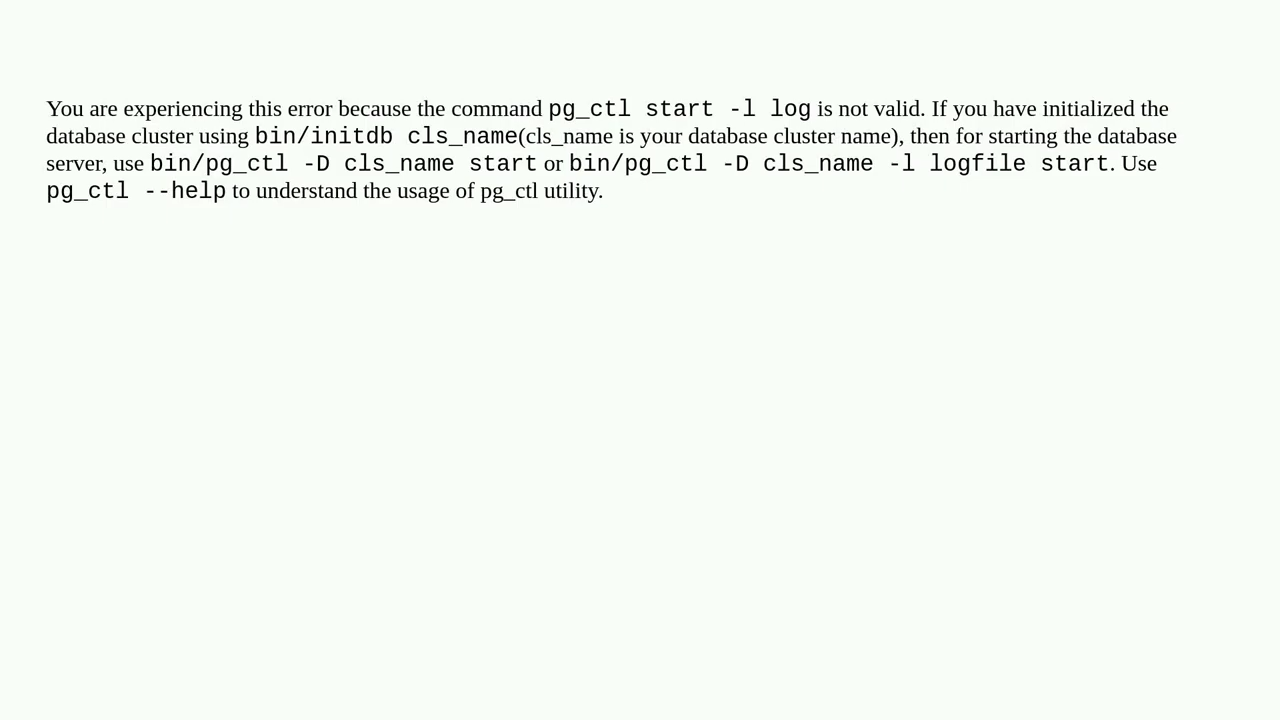 You are experiencing this error because the command pg_ctl start -l log is not valid. If you have initialized the
database cluster using bin/initdb cls_name(cls_name is your database cluster name), then for starting the database
server, use bin/pg_ctl -D cls_name start or bin/pg_ctl -D cls_name -l logfile start. Use
pg_ctl --help to understand the usage of pg_ctl utility.